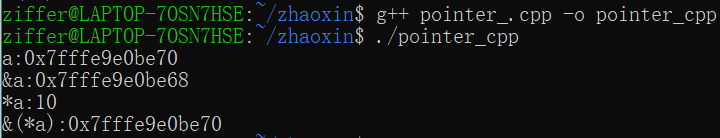 ziffer@LAPTOP-7OSN7HSE:~/zhaoxin$ g++ pointer_.cpp -o pointer_cpp
ziffer@LAPTOP-7OSN7HSE:~/zhaoxin$ ./pointer_cpp
a:0x7fffe9e0be70
&a:0x7fffe9e0be68
*a:10
&(*a):0x7fffe9e0be70